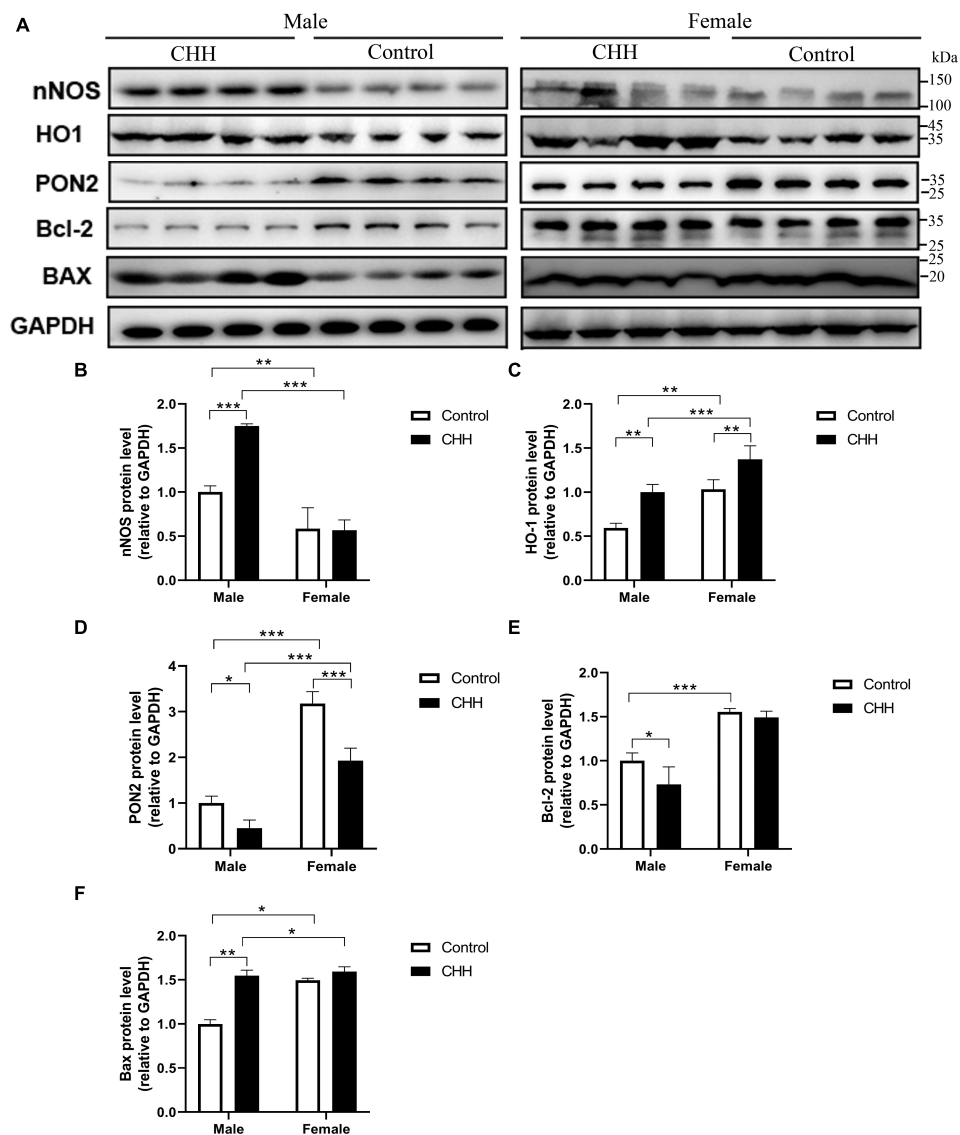 A
Male
Female
CHH
Control
CHH
Control
kDa
nNOS
150
100
HO1
45
35
PON2
35
25
Bcl-2
35
25
BAX
25
20
GAPDH
B
nNOS protein level
(relative to GAPDH)
2.0
1.5
1.0
0.5
0.0
**
***
***
Male
Female
Control
CHH
C
HO-1 protein level
(relative to GAPDH)
2.0
1.5
1.0
0.5
0.0
**
***
**
**
Male
Female
Control
CHH
D
PON2 protein level
(relative to GAPDH)
4
3
2
1
0
***
***
*
***
Male
Female
Control
CHH
E
Bcl-2 protein level
(relative to GAPDH)
2.0
1.5
1.0
0.5
0.0
***
*
Male
Female
Control
CHH
F
Bax protein level
(relative to GAPDH)
2.0
1.5
1.0
0.5
0.0
*
*
**
Male
Female
Control
CHH